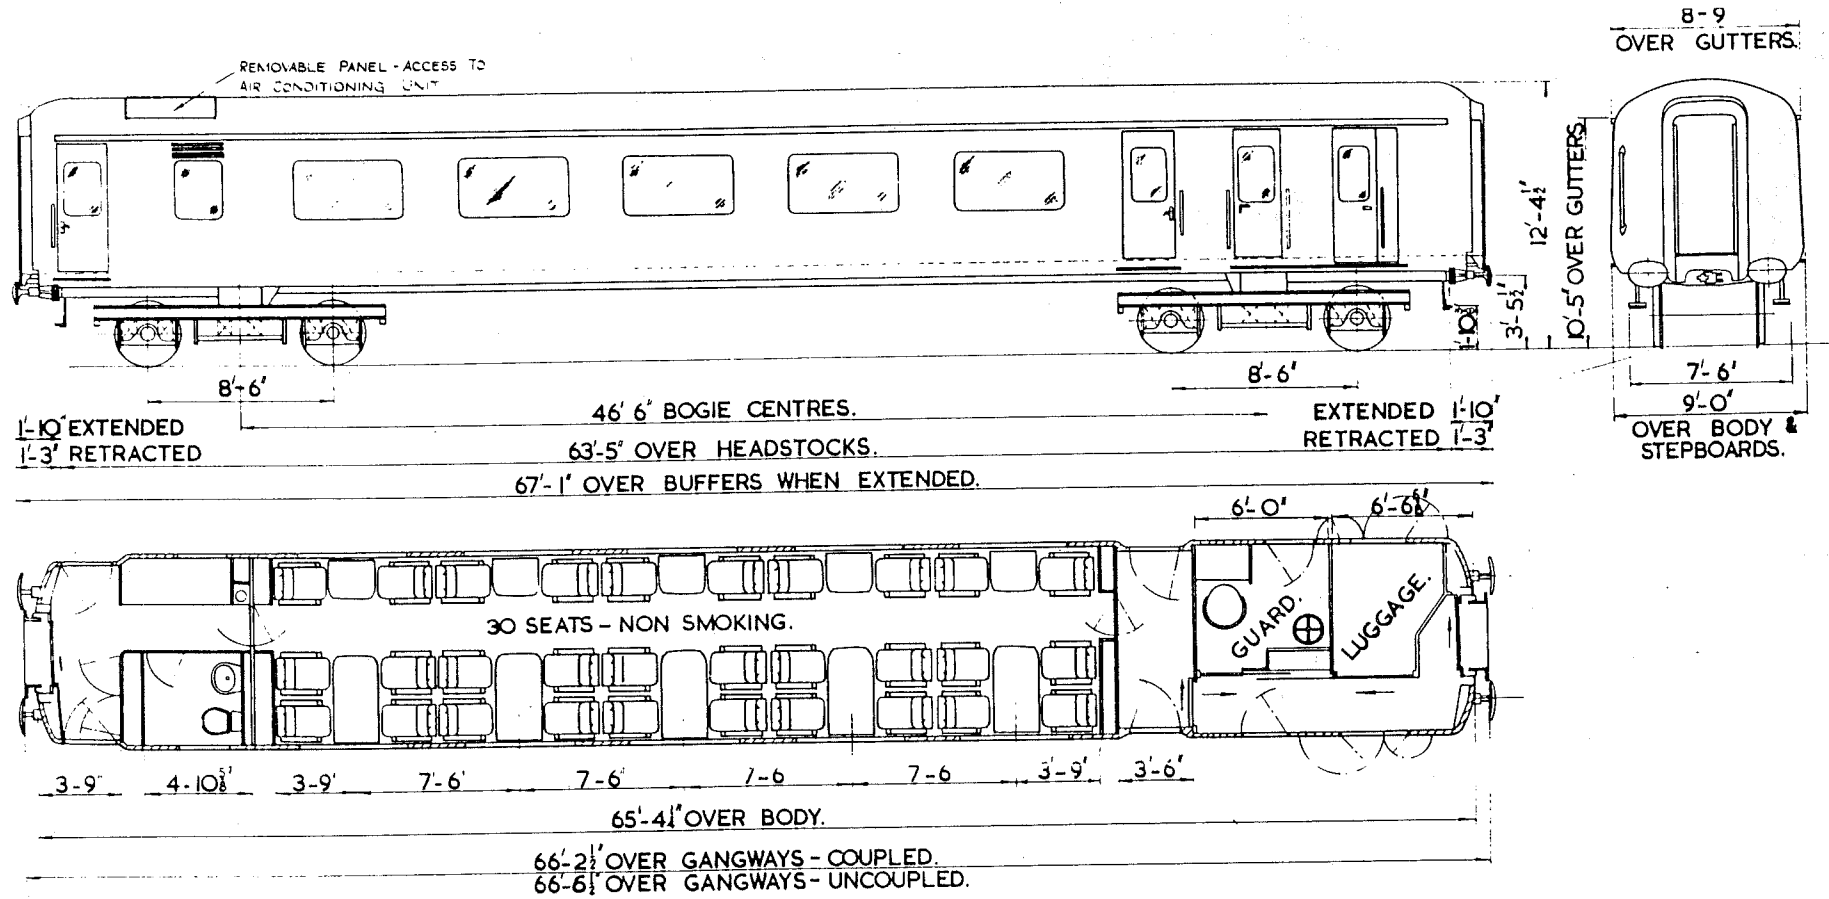 8-9
OVER GUTTERS.
REMOVABLE PANEL - ACCESS TO
AIR CONDITIONING UNIT
12'-4½"
10'-5" OVER GUTTERS.
3'-5½"
1'-10"
8'-6"
8'-6"
7'-6"
9'-0"
OVER BODY &
STEPBOARDS.
46' 6" BOGIE CENTRES.
1'-10" EXTENDED
EXTENDED 1'-10"
1'-3" RETRACTED
RETRACTED 1'-3"
63'-5" OVER HEADSTOCKS.
67'-1" OVER BUFFERS WHEN EXTENDED.
6'-0"
30 SEATS - NON SMOKING.
GUARD.
LUGGAGE.
3-9"
4-10⅝"
3-9'
7'-6'
7-6'
7-6
7-6
3'-9'
3'-6"
65'-4¼" OVER BODY.
66'-2½" OVER GANGWAYS - COUPLED.
66'-6½" OVER GANGWAYS - UNCOUPLED.